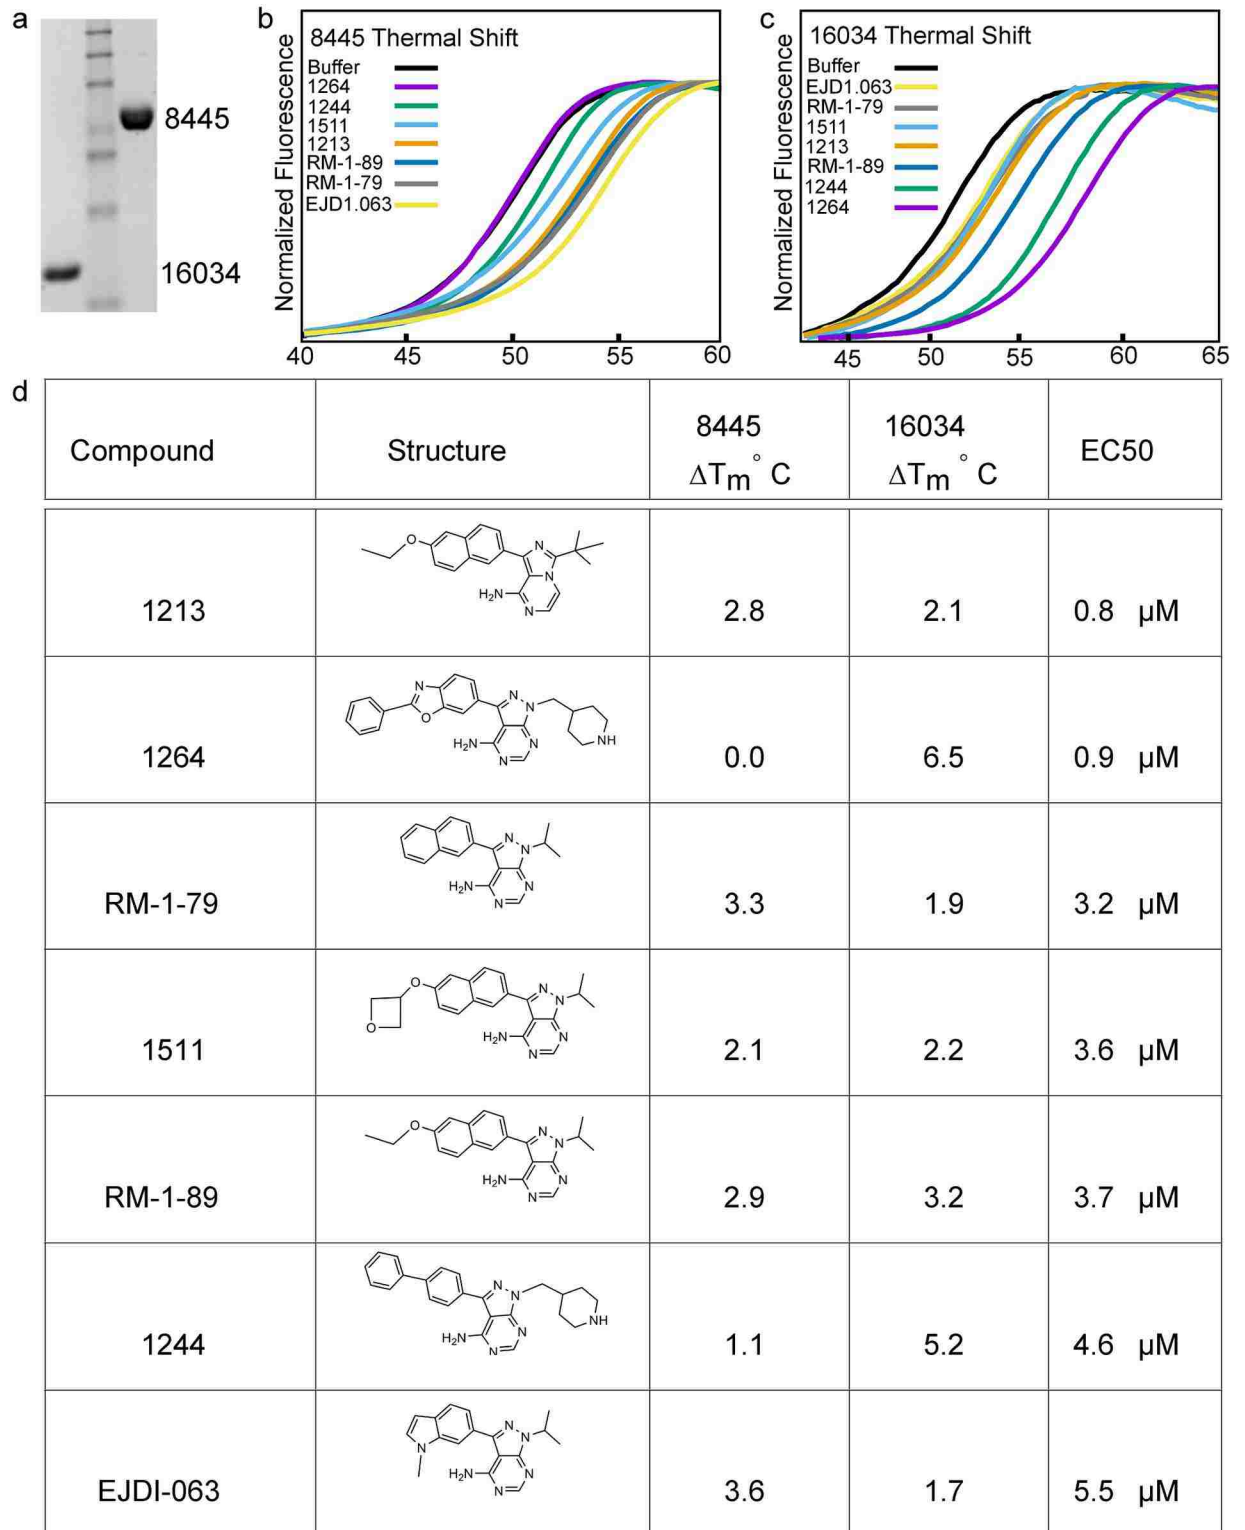 a
8445
16034
b
Normalized Fluorescence
8445 Thermal Shift
Buffer
1264
1244
1511
1213
RM-1-89
RM-1-79
EJD1.063
40 45 50 55 60
c
Normalized Fluorescence
16034 Thermal Shift
Buffer
EJD1.063
RM-1-79
1511
1213
RM-1-89
1244
1264
45 50 55 60 65
d
Compound Structure 8445 ΔTm° C 16034 ΔTm° C EC50
O N N H₂N N
1213 2.8 2.1 0.8 µM
N O N N H₂N N N NH
1264 0.0 6.5 0.9 µM
N N H₂N N N
RM-1-79 3.3 1.9 3.2 µM
O O N N H₂N N N
1511 2.1 2.2 3.6 µM
O N N H₂N N N
RM-1-89 2.9 3.2 3.7 µM
N N H₂N N N NH
1244 1.1 5.2 4.6 µM
N N N H₂N N N
EJDI-063 3.6 1.7 5.5 µM